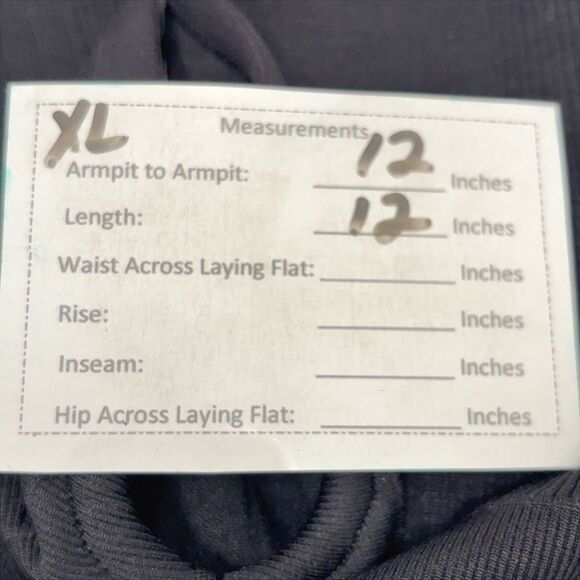 XL Measurements
Armpit to Armpit: 12 Inches
Length: 12 Inches
Waist Across Laying Flat: Inches
Rise: Inches
Inseam: Inches
Hip Across Laying Flat: Inches